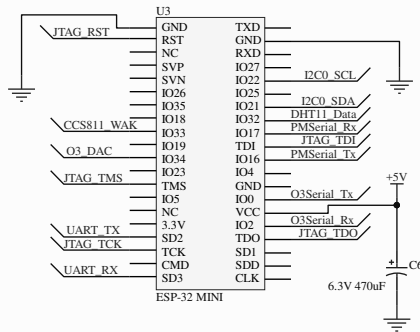 U3
JTAG_RST
CCS811_WAK
O3_DAC
JTAG_TMS
UART_TX
JTAG_TCK
UART_RX
GND
RST
NC
SVP
SVN
IO26
IO35
IO18
IO33
IO19
IO34
IO23
TMS
IO5
NC
3.3V
SD2
TCK
CMD
SD3
TXD
GND
RXD
IO27
IO22
IO25
IO21
IO32
IO17
TDI
IO16
IO4
GND
IO0
VCC
IO2
TDO
SD1
SDD
CLK
I2C0_SCL
I2C0_SDA
DHT11_Data
PMSerial_Rx
JTAG_TDI
PMSerial_Tx
O3Serial_Tx
O3Serial_Rx
JTAG_TDO
ESP-32 MINI
+5V
+
6.3V 470uF